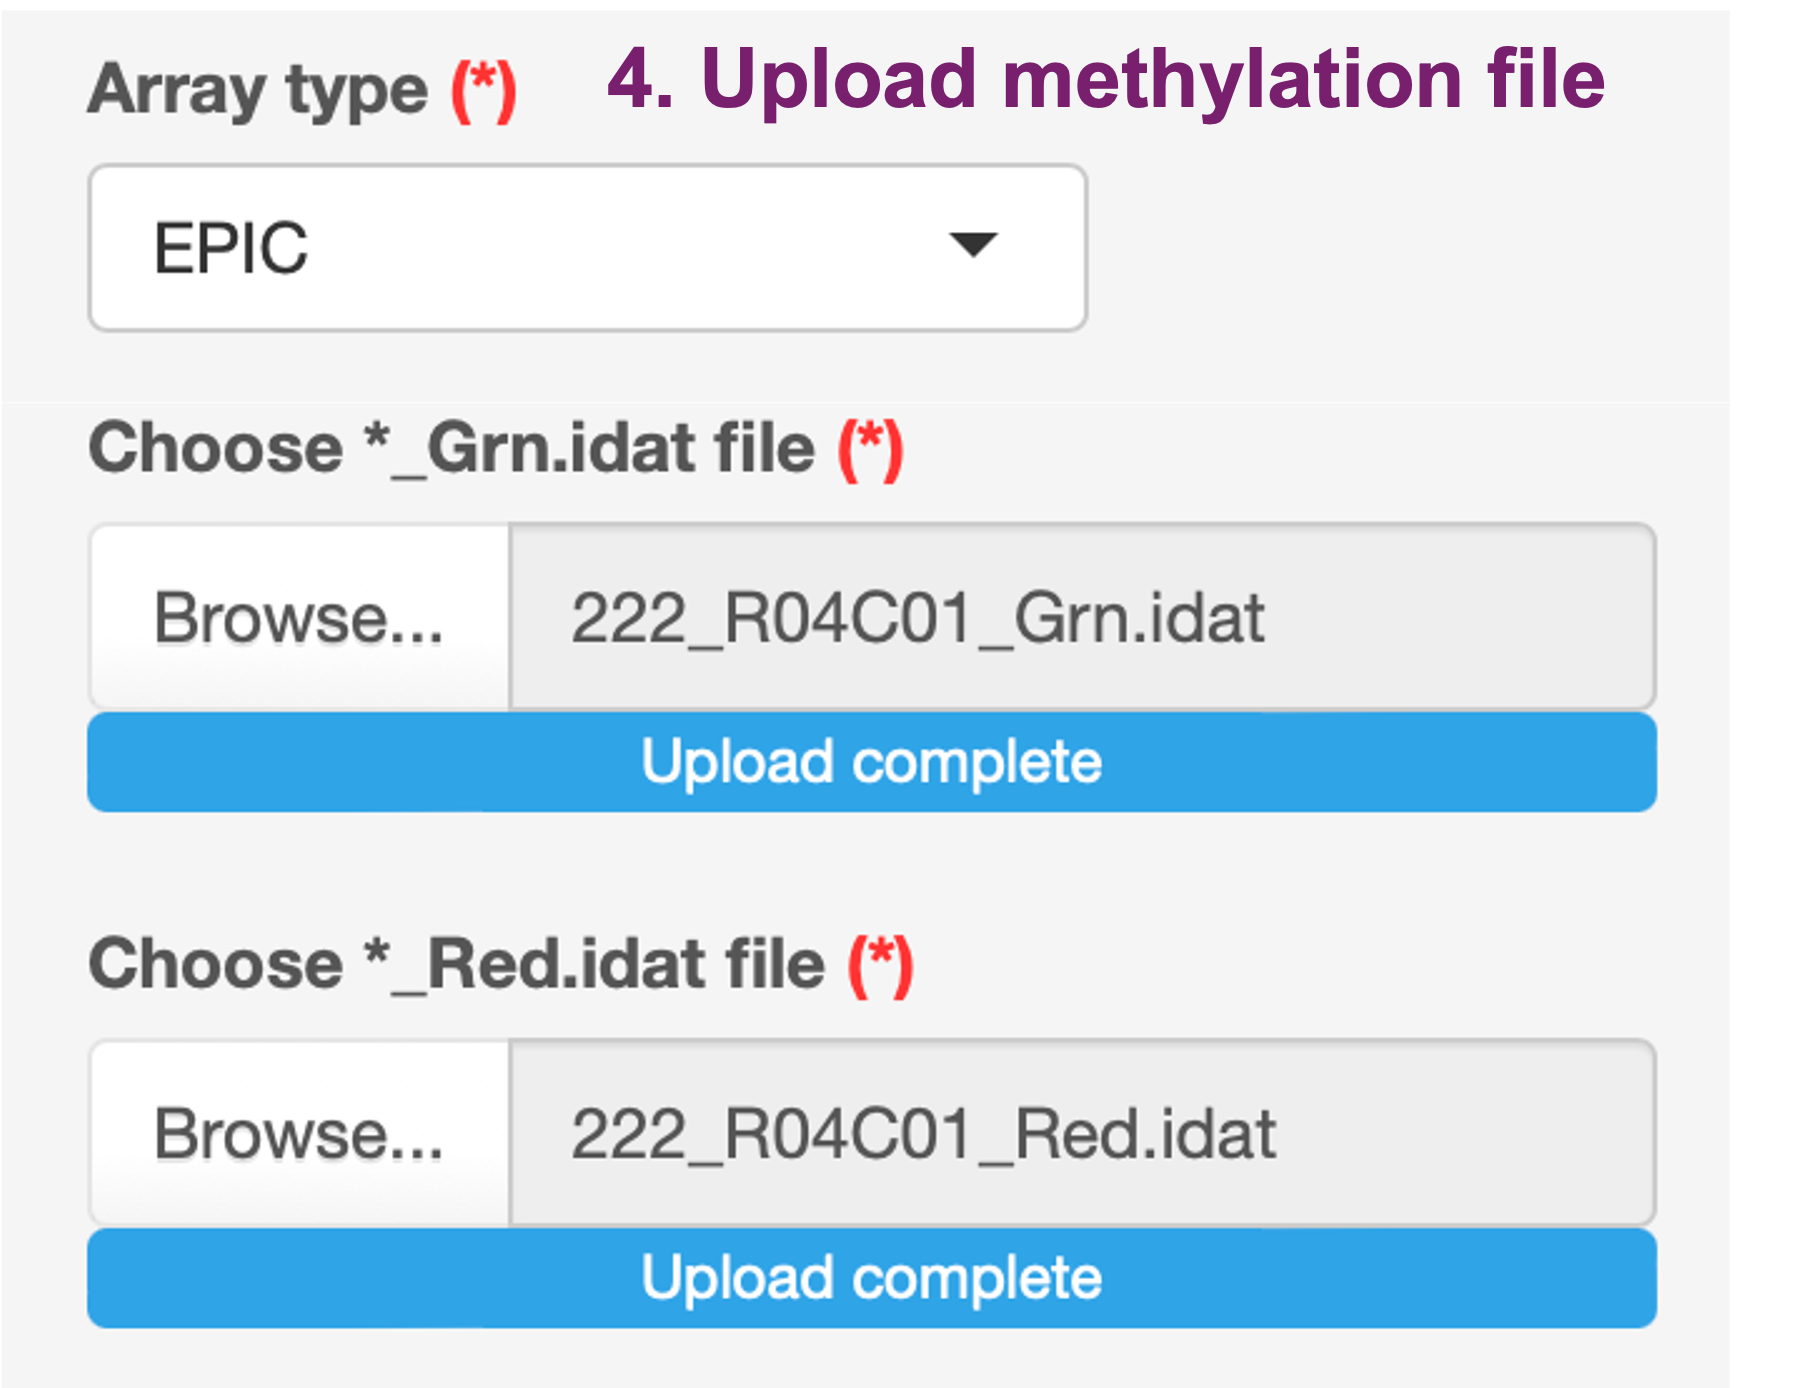 Array type (*) 4. Upload methylation file
EPIC
Choose *_Grn.idat file (*)
Browse... 222_R04C01_Grn.idat
Upload complete
Choose *_Red.idat file (*)
Browse... 222_R04C01_Red.idat
Upload complete